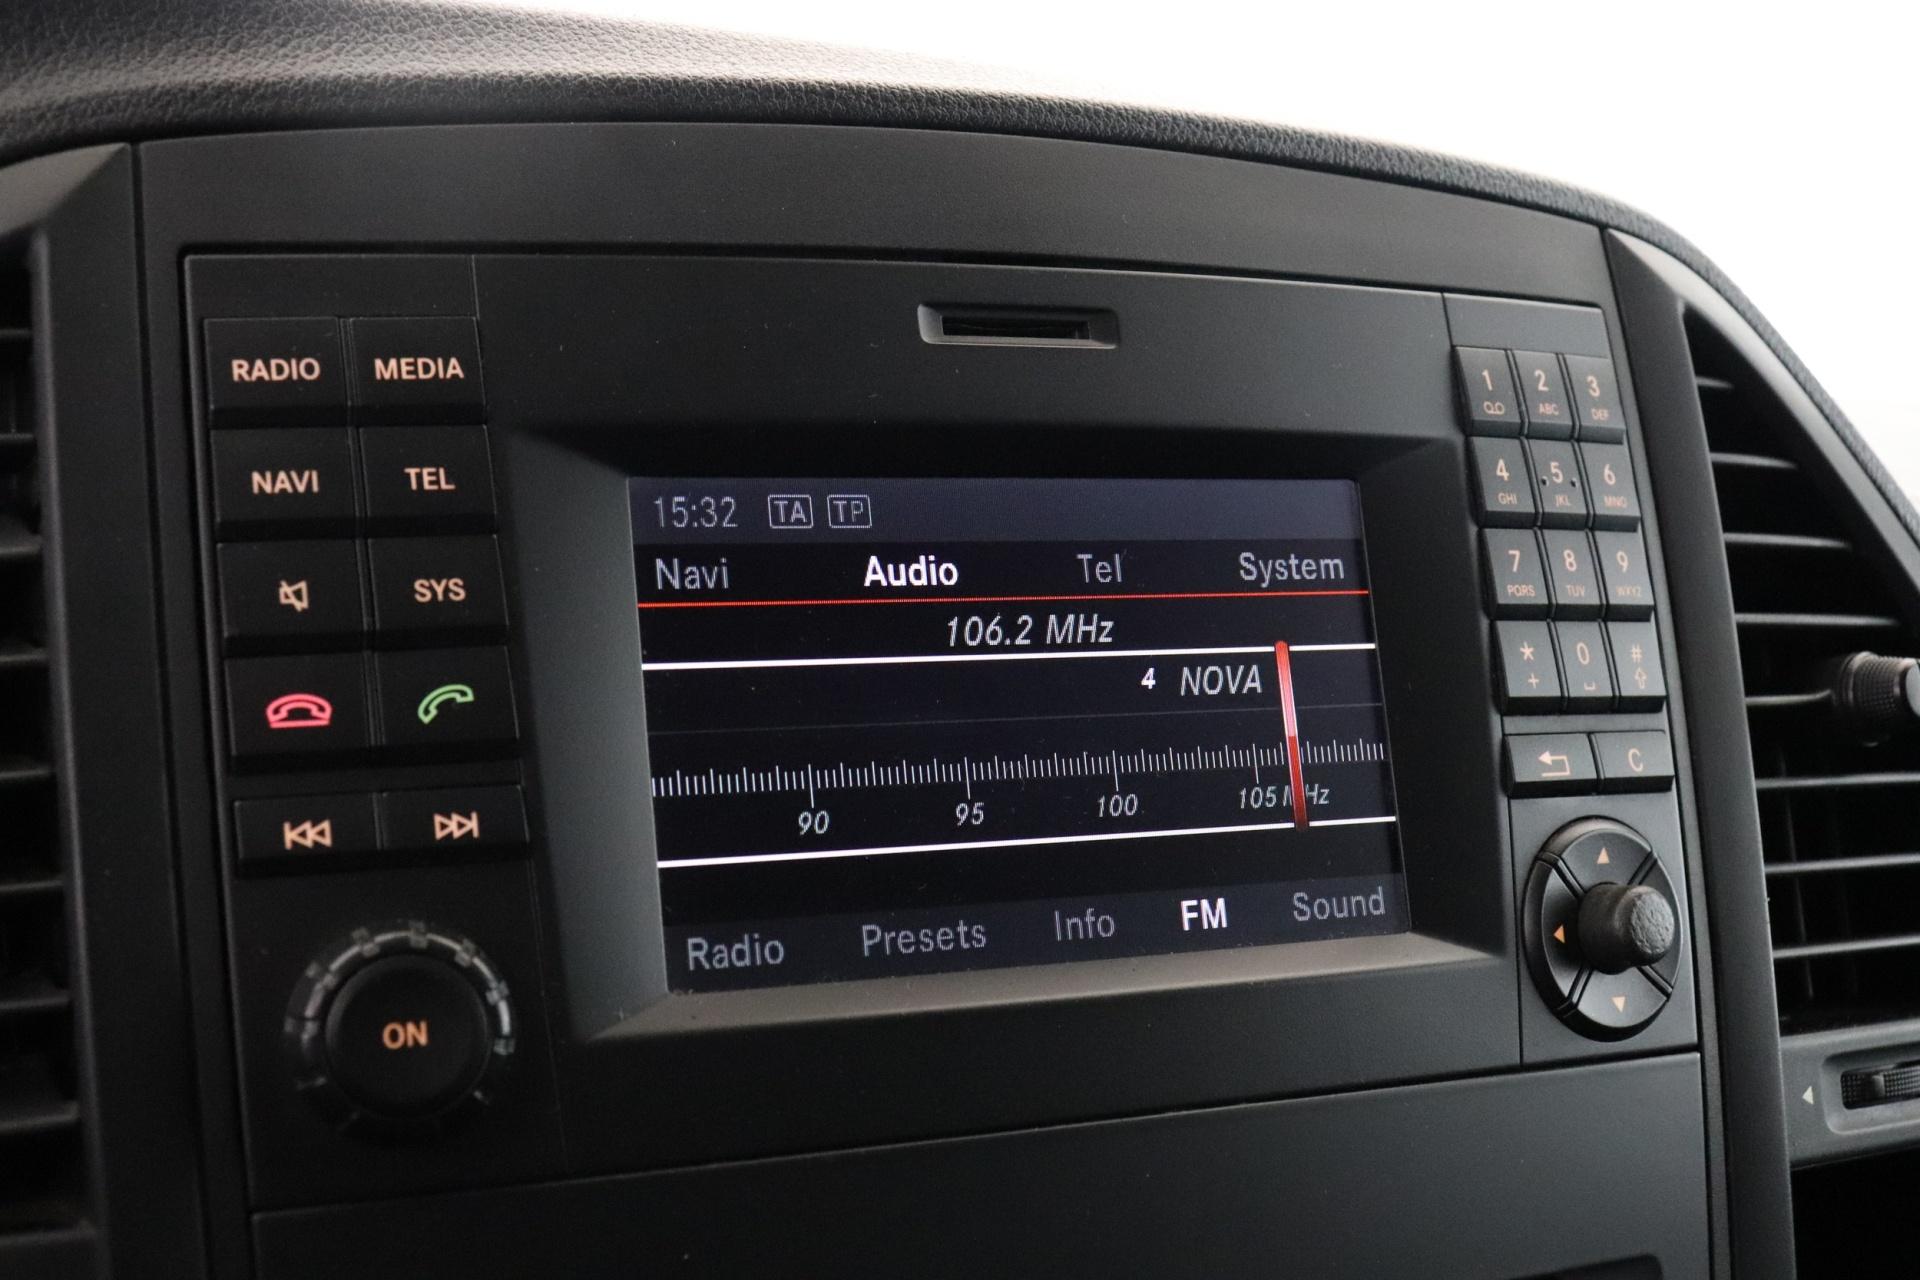 RADIO MEDIA
NAVI TEL
SYS
ON
15:32 TA TP
Navi Audio Tel System
106.2 MHz
4 NOVA
90 95 100 105 MHz
Radio Presets Info FM Sound
1 2 3
ABC DEF
4 5 6
GHI JKL MNO
7 8 9
PQRS TUV WXYZ
* 0 #
+
C